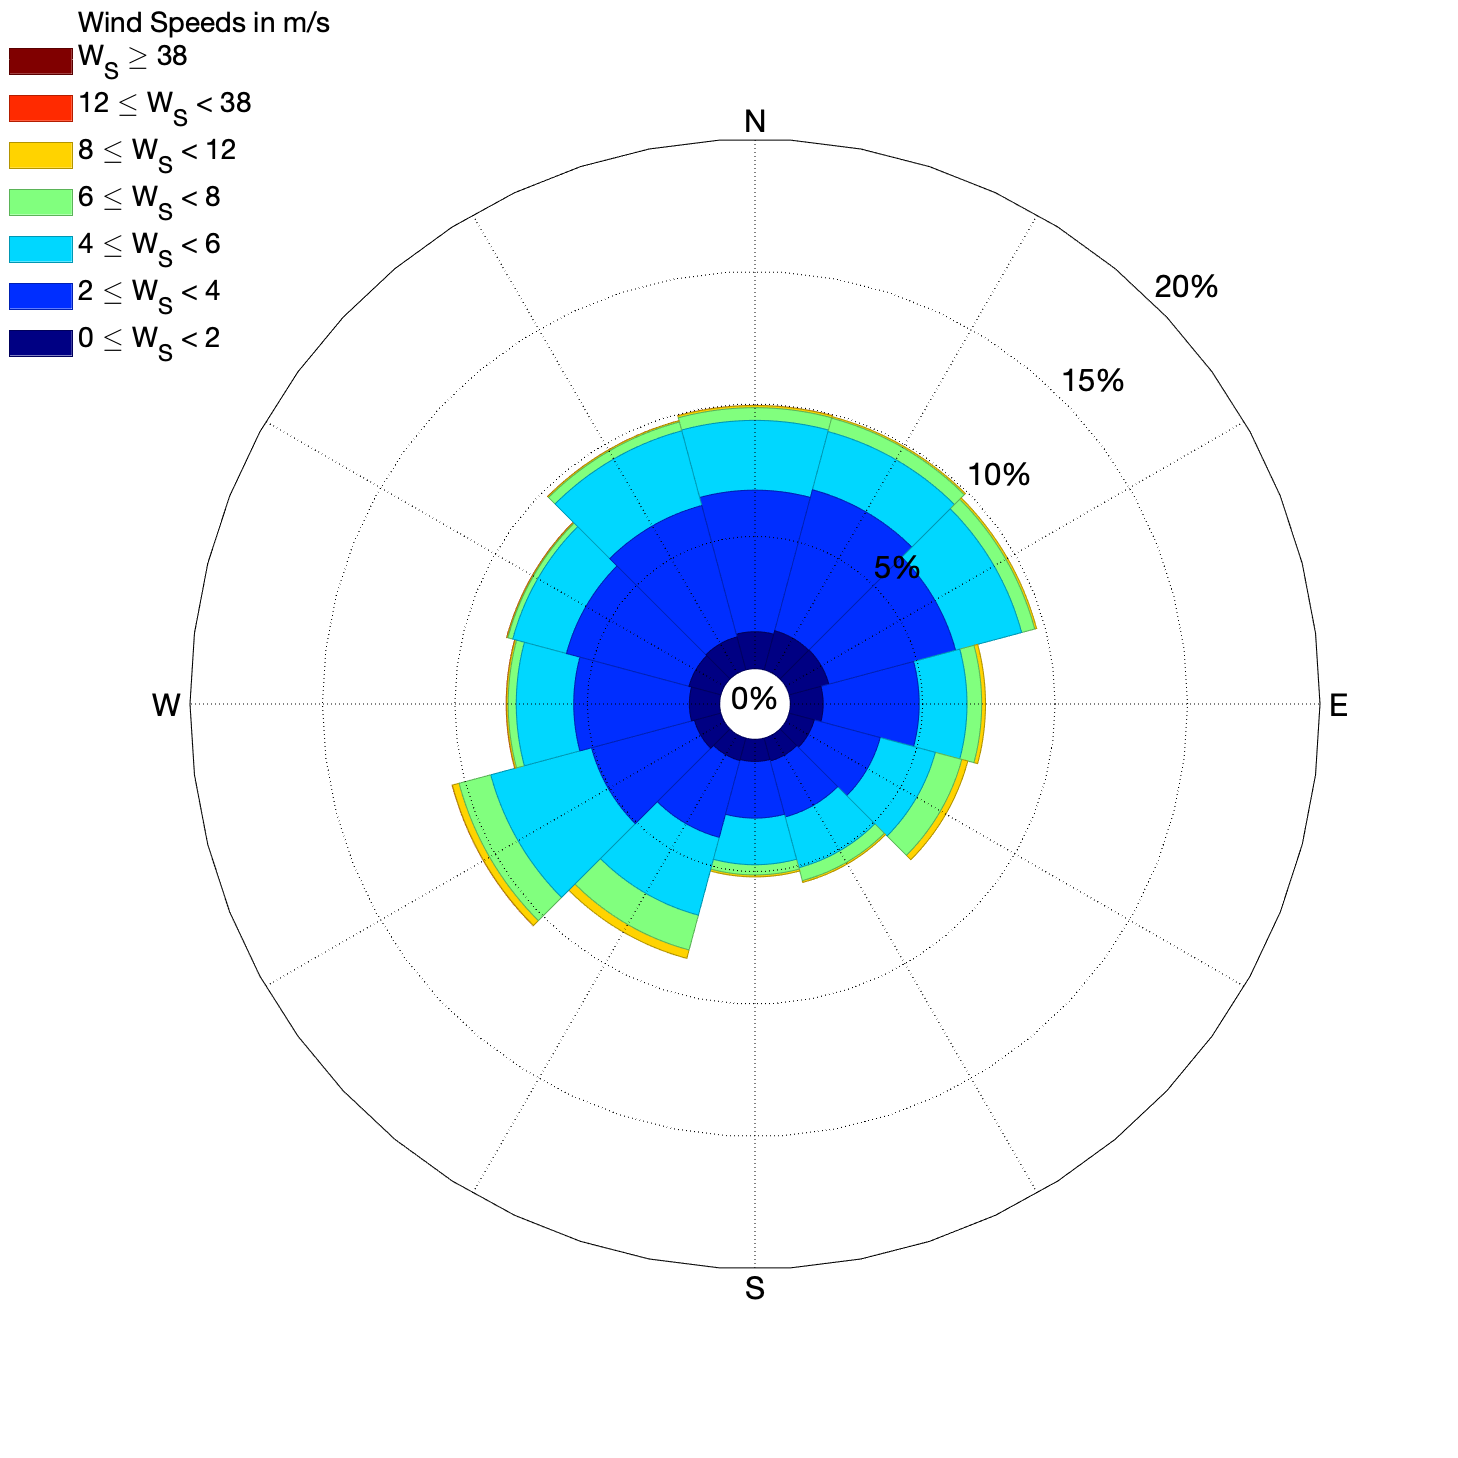 Wind Speeds in m/s
W_S ≥ 38
12 ≤ W_S < 38
8 ≤ W_S < 12
6 ≤ W_S < 8
4 ≤ W_S < 6
2 ≤ W_S < 4
0 ≤ W_S < 2
N
20%
15%
10%
5%
W
0%
E
S